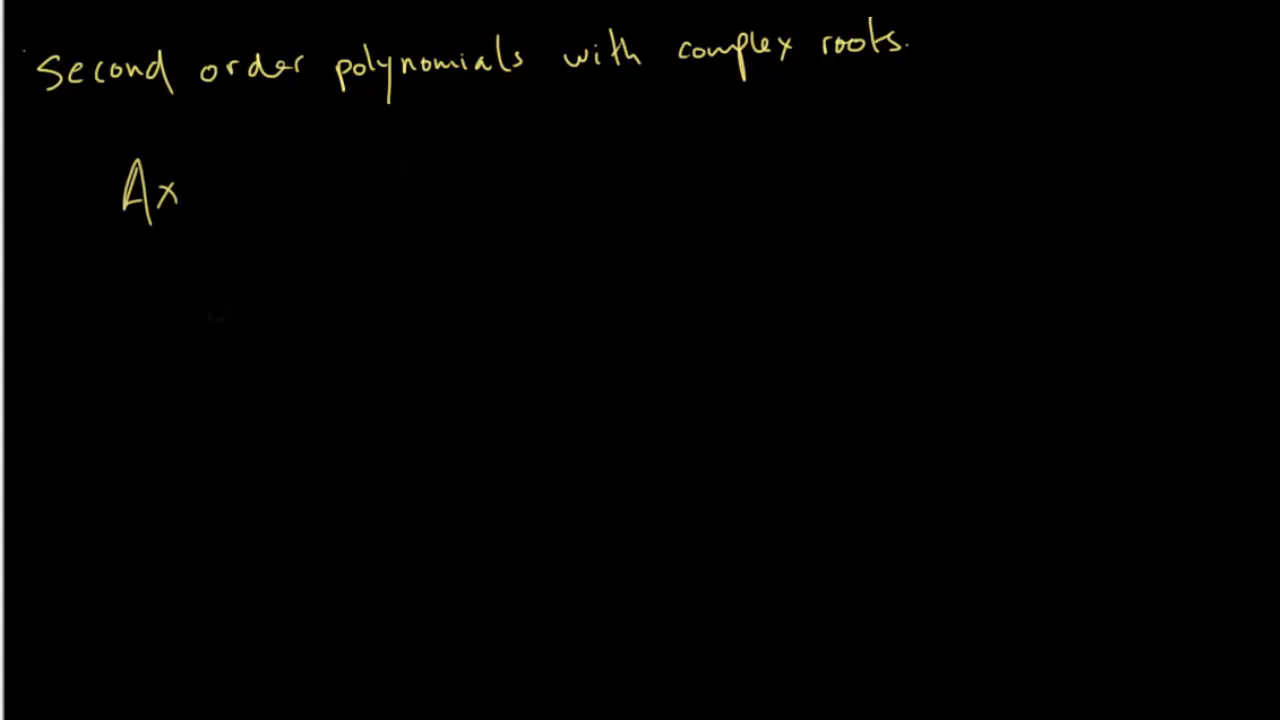 Second order polynomials with complex roots.
Ax